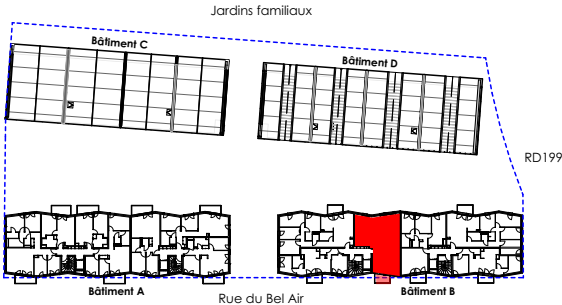 Jardins familiaux
Bâtiment C
Bâtiment D
RD199
Bâtiment A
Bâtiment B
Rue du Bel Air